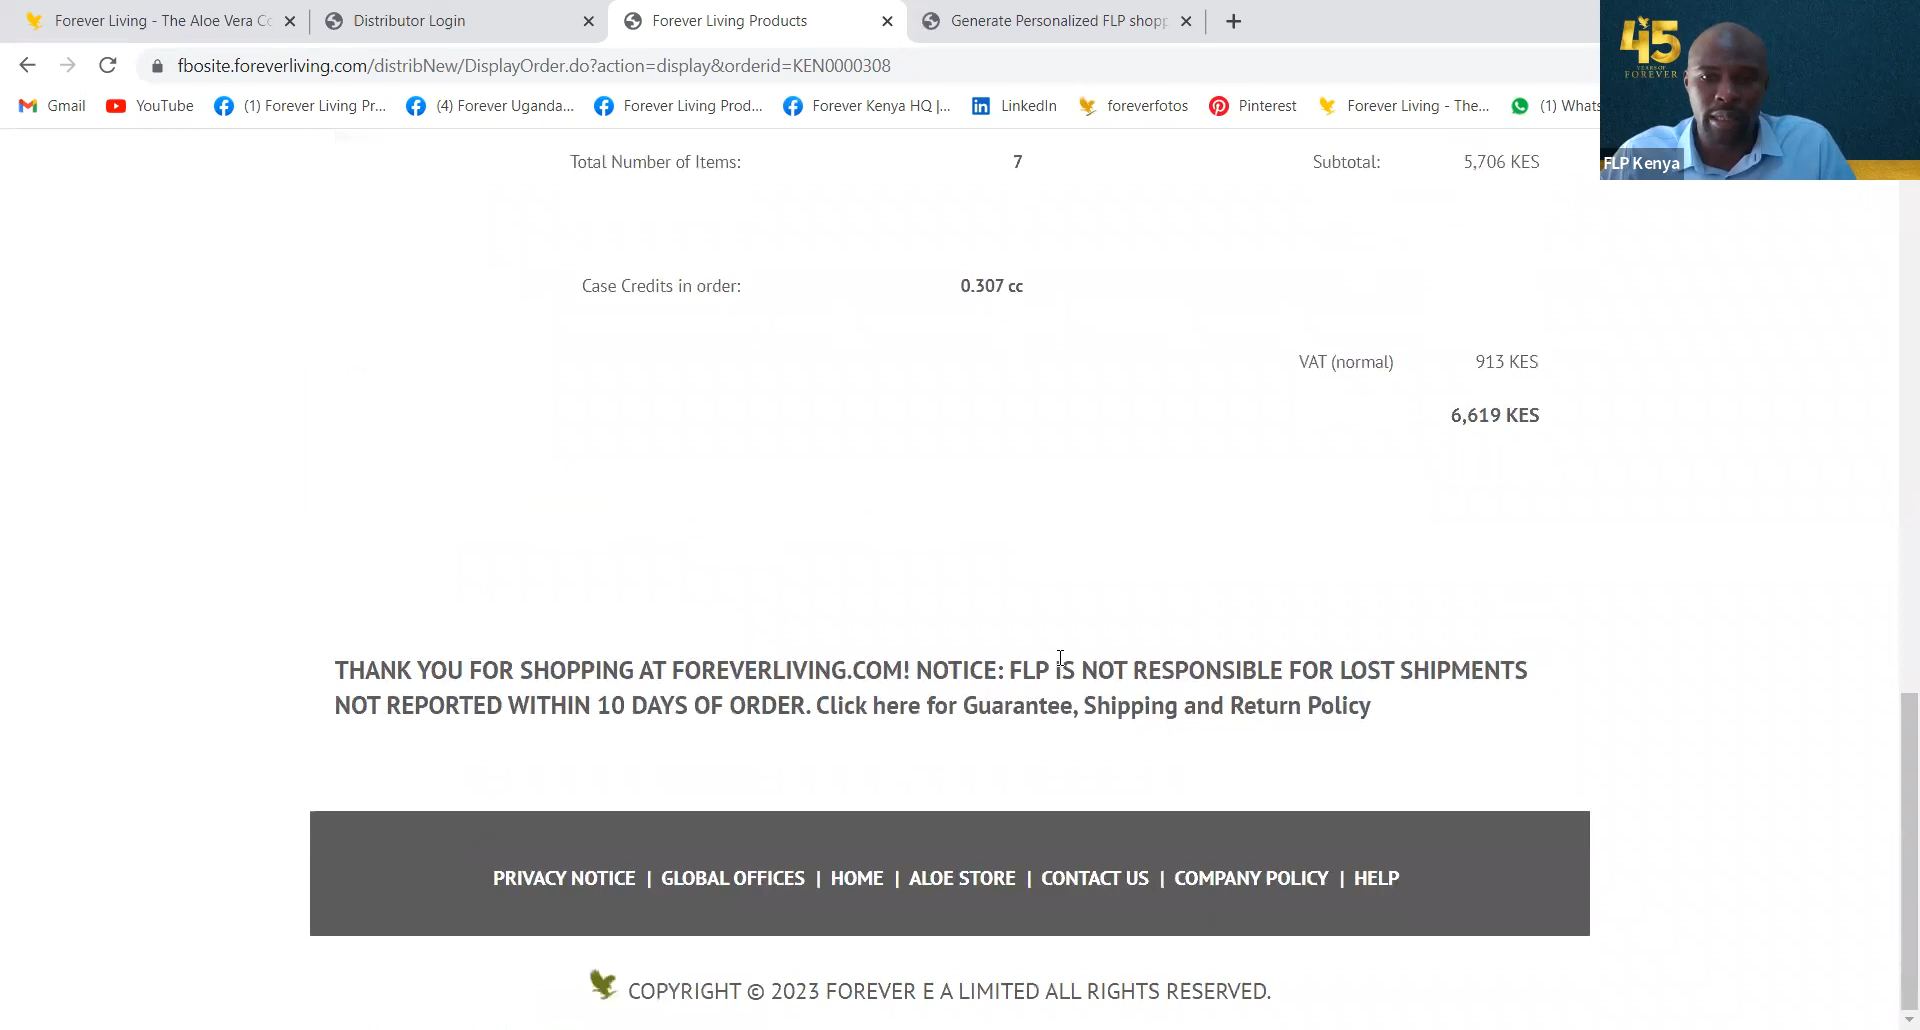 Forever Living - The Aloe Vera Co
Distributor Login
Forever Living Products
Generate Personalized FLP shopp
fbosite.foreverliving.com/distribNew/DisplayOrder.do?action=display&orderid=KEN0000308
Gmail
YouTube
(1) Forever Living Pr...
(4) Forever Uganda...
Forever Living Prod...
Forever Kenya HQ |...
LinkedIn
foreverfotos
Pinterest
Forever Living - The...
(1) Whats
45
YEARS OF
FOREVER
FLP Kenya
Total Number of Items: 7 Subtotal: 5,706 KES
Case Credits in order: 0.307 cc
VAT (normal) 913 KES
6,619 KES
THANK YOU FOR SHOPPING AT FOREVERLIVING.COM! NOTICE: FLP IS NOT RESPONSIBLE FOR LOST SHIPMENTS
NOT REPORTED WITHIN 10 DAYS OF ORDER. Click here for Guarantee, Shipping and Return Policy
PRIVACY NOTICE | GLOBAL OFFICES | HOME | ALOE STORE | CONTACT US | COMPANY POLICY | HELP
COPYRIGHT © 2023 FOREVER E A LIMITED ALL RIGHTS RESERVED.